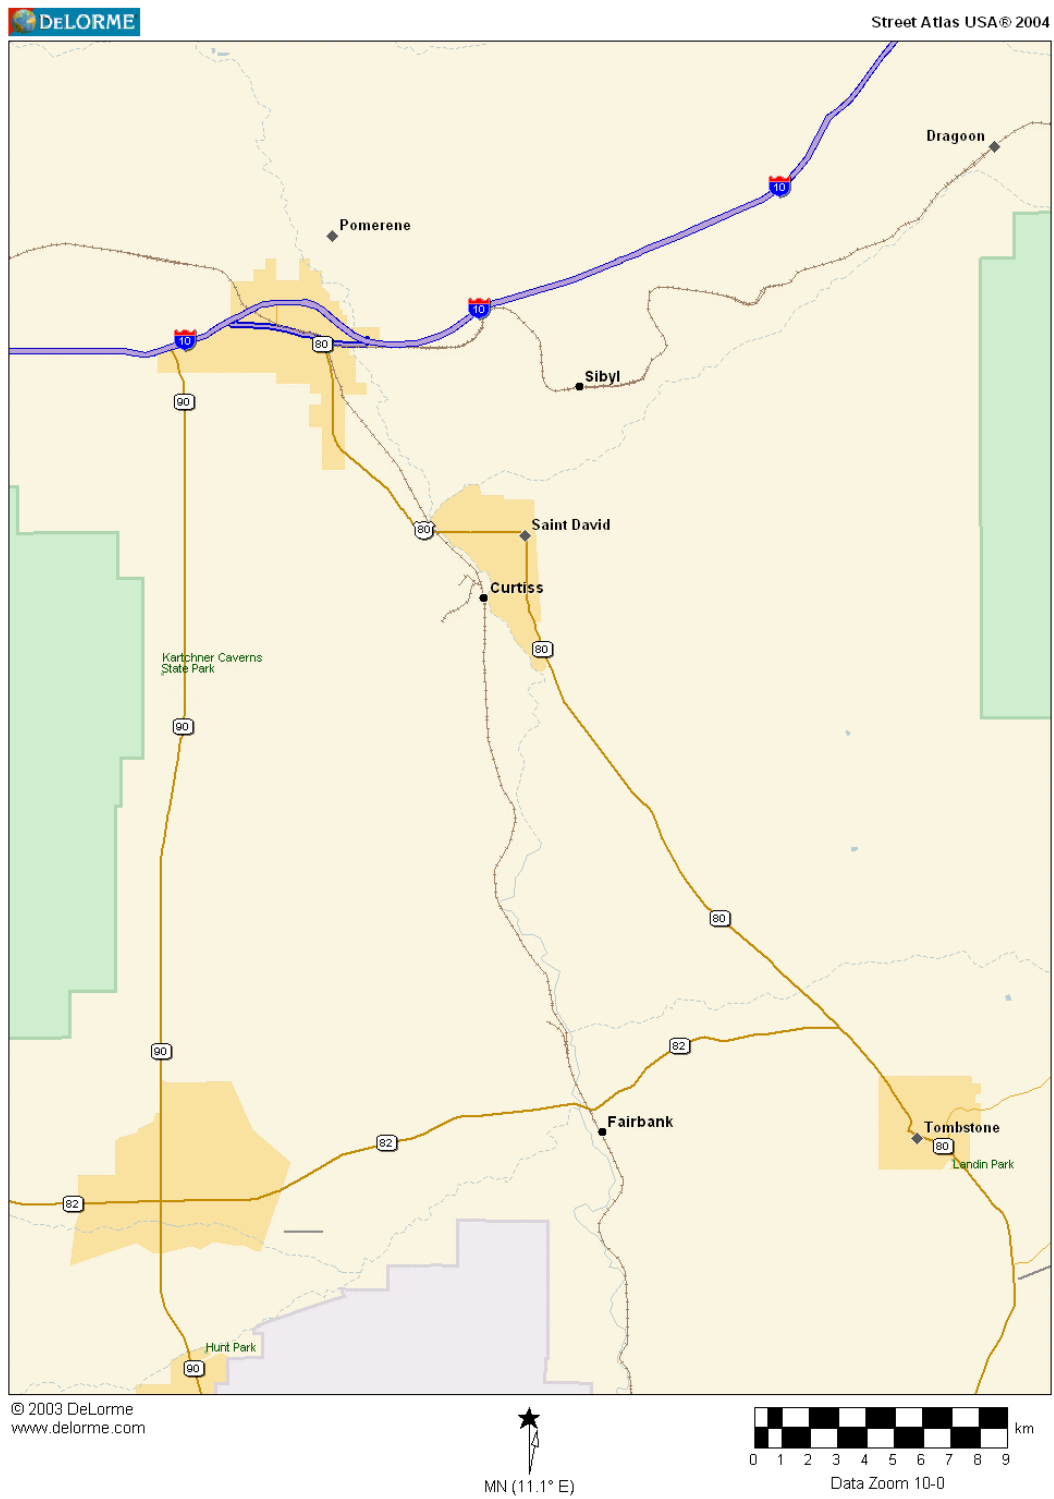 DELORME
Street Atlas USA® 2004
Dragoon
10
Pomerene
10
10
80
Sibyl
90
80
Saint David
Curtiss
80
Kartchner Caverns
State Park
90
80
82
90
Fairbank
Tombstone
82
80
Landin Park
82
Hunt Park
90
© 2003 DeLorme
www.delorme.com
MN (11.1° E)
km
0 1 2 3 4 5 6 7 8 9
Data Zoom 10-0